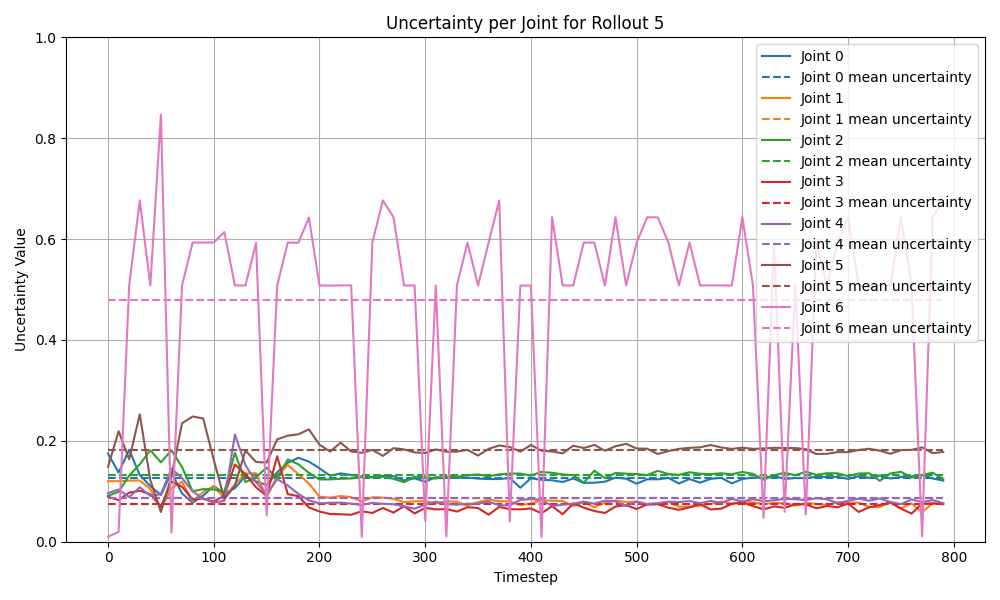 Uncertainty per Joint for Rollout 5
Uncertainty Value
1.0
0.8
0.6
0.4
0.2
0.0
0
100
200
300
400
500
600
700
800
Timestep
Joint 0
Joint 0 mean uncertainty
Joint 1
Joint 1 mean uncertainty
Joint 2
Joint 2 mean uncertainty
Joint 3
Joint 3 mean uncertainty
Joint 4
Joint 4 mean uncertainty
Joint 5
Joint 5 mean uncertainty
Joint 6
Joint 6 mean uncertainty